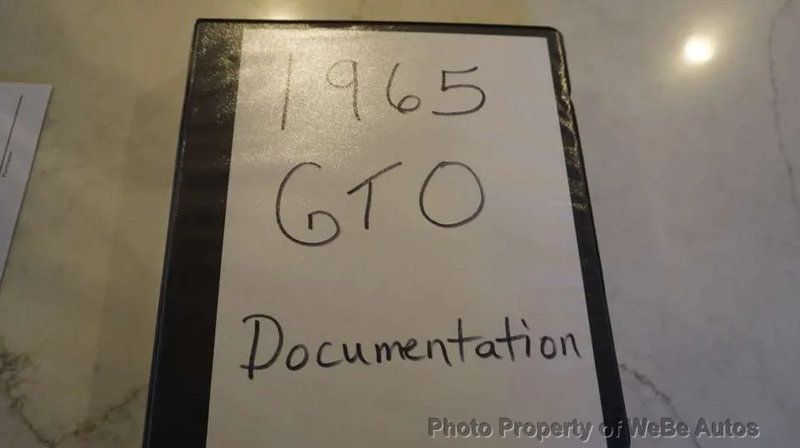 1965
GTO
Documentation
Photo Property of WeBe Autos